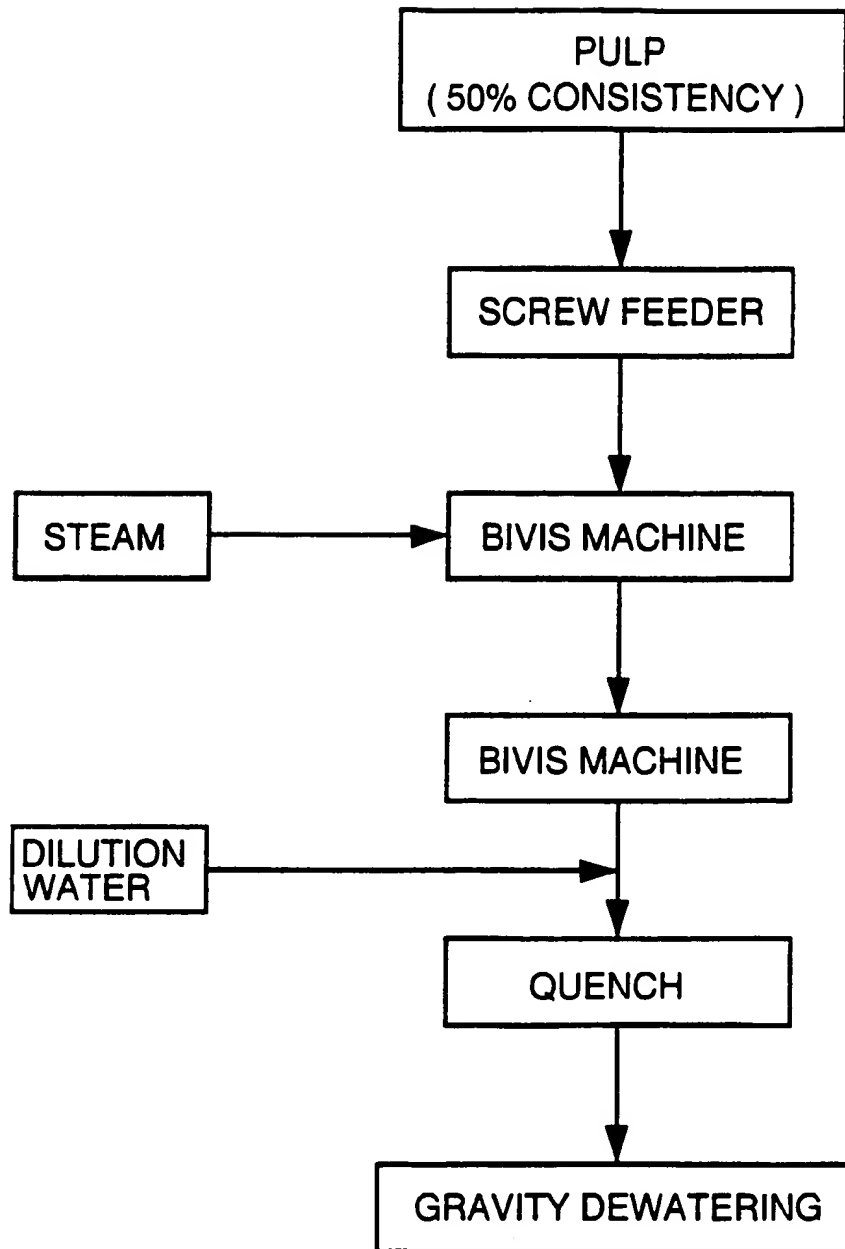 PULP
( 50% CONSISTENCY )
SCREW FEEDER
STEAM
BIVIS MACHINE
BIVIS MACHINE
DILUTION
WATER
QUENCH
GRAVITY DEWATERING